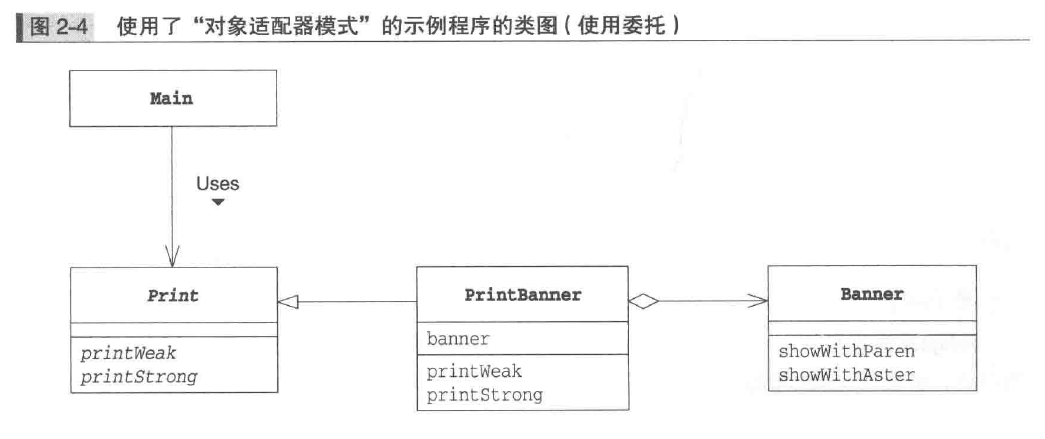 图 2-4 使用了“对象适配器模式”的示例程序的类图（使用委托）
Main
Uses
Print
printWeak
printStrong
PrintBanner
banner
printWeak
printStrong
Banner
showWithParen
showWithAster